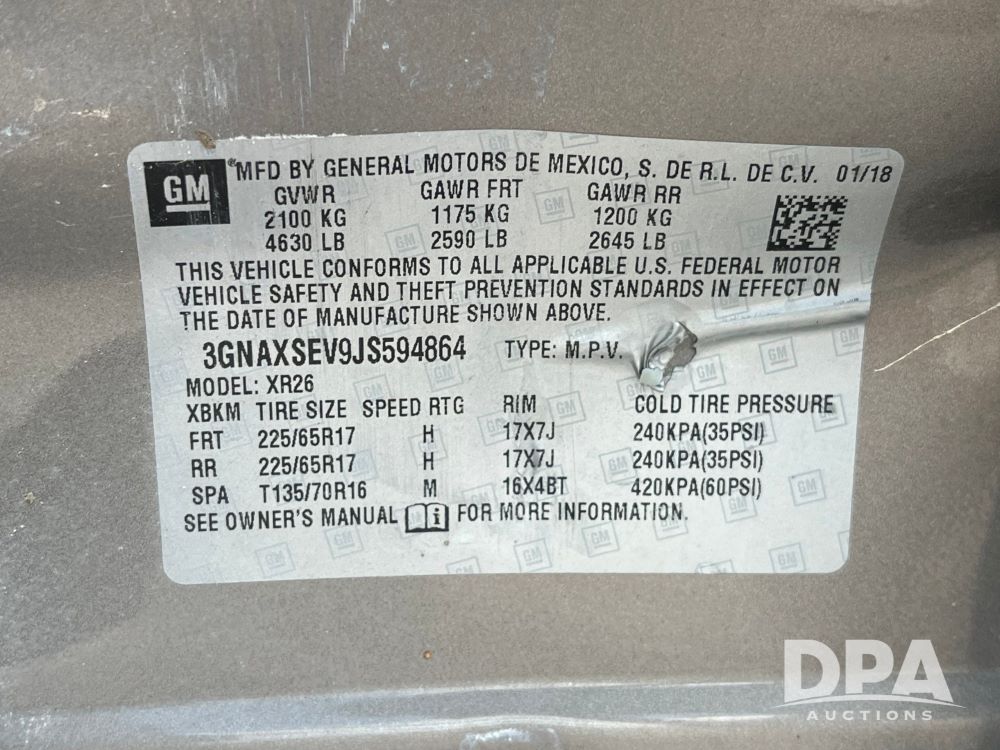 GM ® MFD BY GENERAL MOTORS DE MEXICO, S. DE R.L. DE C.V. 01/18
GVWR GAWR FRT GAWR RR
2100 KG 1175 KG 1200 KG
4630 LB 2590 LB 2645 LB
THIS VEHICLE CONFORMS TO ALL APPLICABLE U.S. FEDERAL MOTOR
VEHICLE SAFETY AND THEFT PREVENTION STANDARDS IN EFFECT ON
THE DATE OF MANUFACTURE SHOWN ABOVE.
3GNAXSEV9JS594864 TYPE: M.P.V.
MODEL: XR26
XBKM TIRE SIZE SPEED RTG RIM COLD TIRE PRESSURE
FRT 225/65R17 H 17X7J 240KPA(35PSI)
RR 225/65R17 H 17X7J 240KPA(35PSI)
SPA T135/70R16 M 16X4BT 420KPA(60PSI)
SEE OWNER'S MANUAL i FOR MORE INFORMATION.
DPA
AUCTIONS